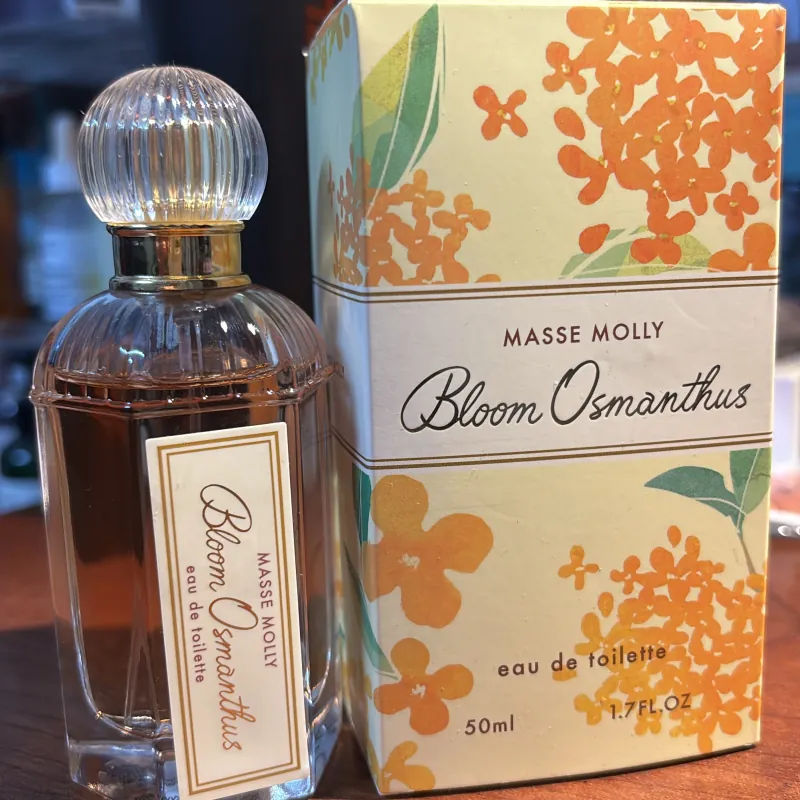 MASSE MOLLY
Bloom Osmanthus
eau de toilette
50ml 1.7FL.OZ
MASSE MOLLY
Bloom Osmanthus
eau de toilette